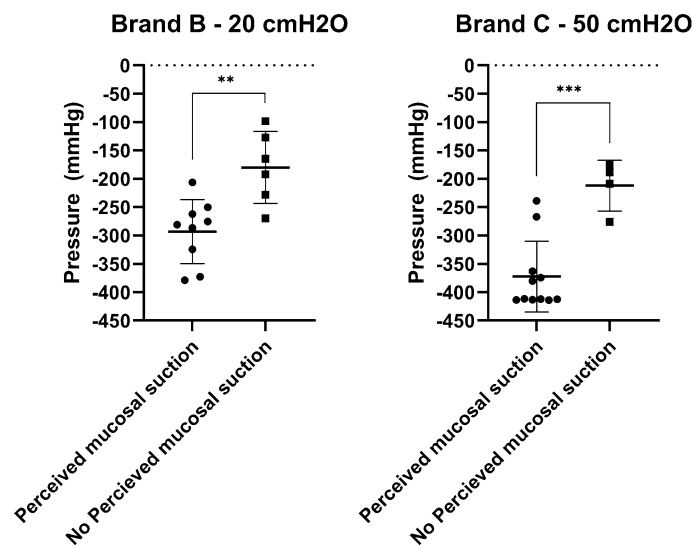 Brand B - 20 cmH2O
Pressure (mmHg)
0
-50
-100
-150
-200
-250
-300
-350
-400
-450
**
Perceived mucosal suction
No Percieved mucosal suction
Brand C - 50 cmH2O
Pressure (mmHg)
0
-50
-100
-150
-200
-250
-300
-350
-400
-450
***
Perceived mucosal suction
No Percieved mucosal suction